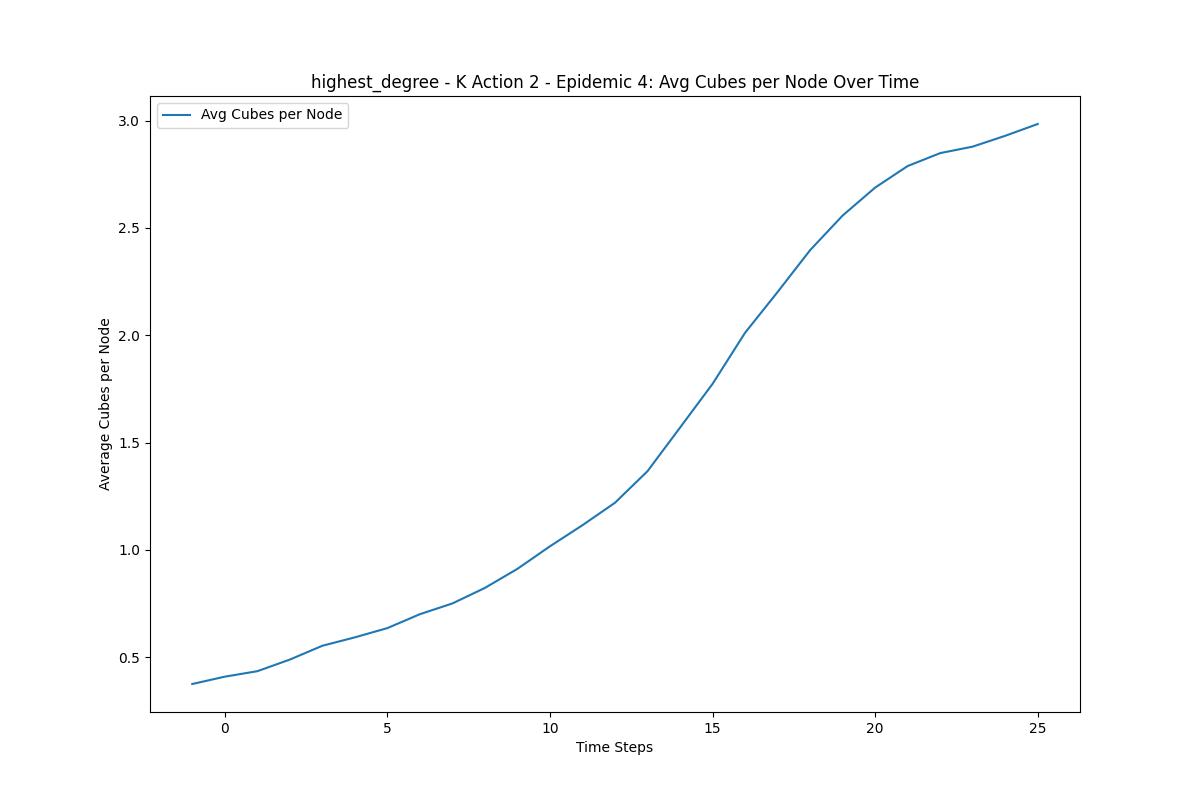 highest_degree - K Action 2 - Epidemic 4: Avg Cubes per Node Over Time
Avg Cubes per Node
3.0
2.5
2.0
1.5
1.0
0.5
Average Cubes per Node
0 5 10 15 20 25
Time Steps